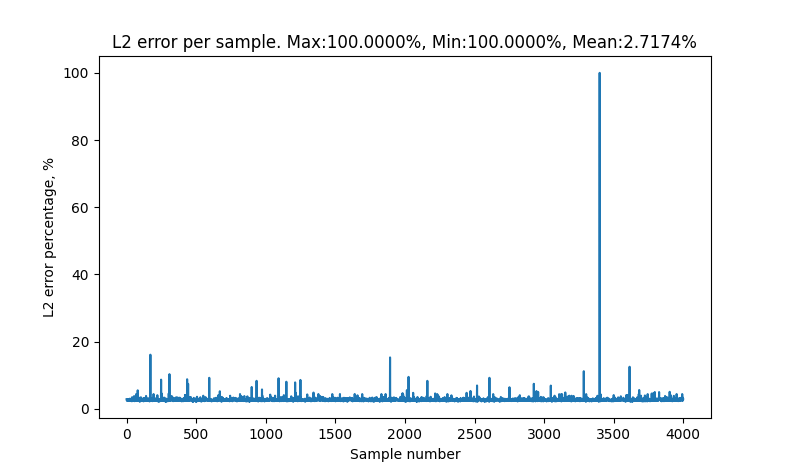 L2 error per sample. Max:100.0000%, Min:100.0000%, Mean:2.7174%
L2 error percentage, %
100
80
60
40
20
0
0 500 1000 1500 2000 2500 3000 3500 4000
Sample number